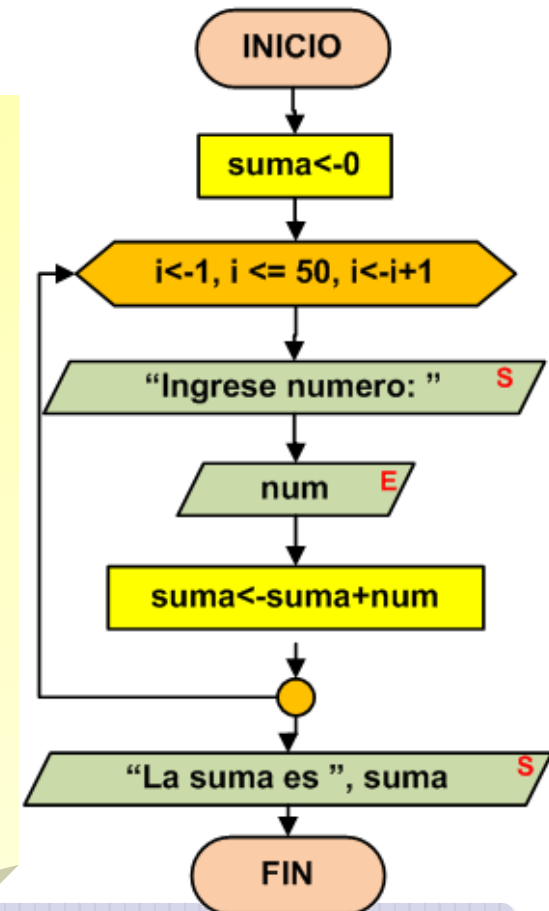 INICIO
suma<-0
i<-1, i <= 50, i<-i+1
“Ingrese numero: ” S
num E
suma<-suma+num
“La suma es ”, suma S
FIN